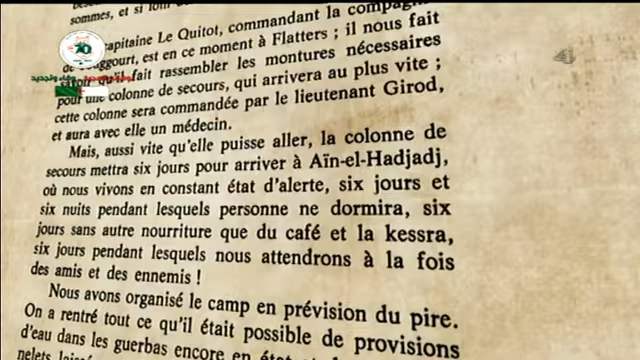 sommes, et si loin
capitaine Le Quitot, commandant la
de est en ce moment à Flatters ; il nous fait
savoir qu'il fait rassembler les montures nécessaires
pour une colonne de secours, qui arrivera au plus vite ;
cette colonne sera commandée par le lieutenant Girod,
et aura avec elle un médecin.
Mais, aussi vite qu'elle puisse aller, la colonne de
secours mettra six jours pour arriver à Aïn-el-Hadjadj,
où nous vivons en constant état d'alerte, six jours et
six nuits pendant lesquels personne ne dormira, six
jours sans autre nourriture que du café et la kessra,
six jours pendant lesquels nous attendrons à la fois
des amis et des ennemis !
Nous avons organisé le camp en prévision du pire.
On a rentré tout ce qu'il était possible de provisions
d'eau dans les guerbas encore en